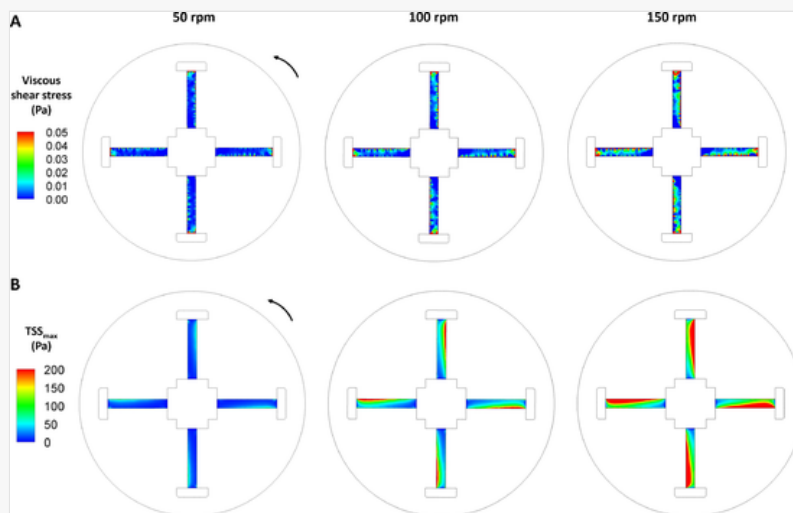 50 rpm 100 rpm 150 rpm
A
Viscous
shear stress
(Pa)
0.05
0.04
0.03
0.02
0.01
0.00
B
TSSmax
(Pa)
200
150
100
50
0